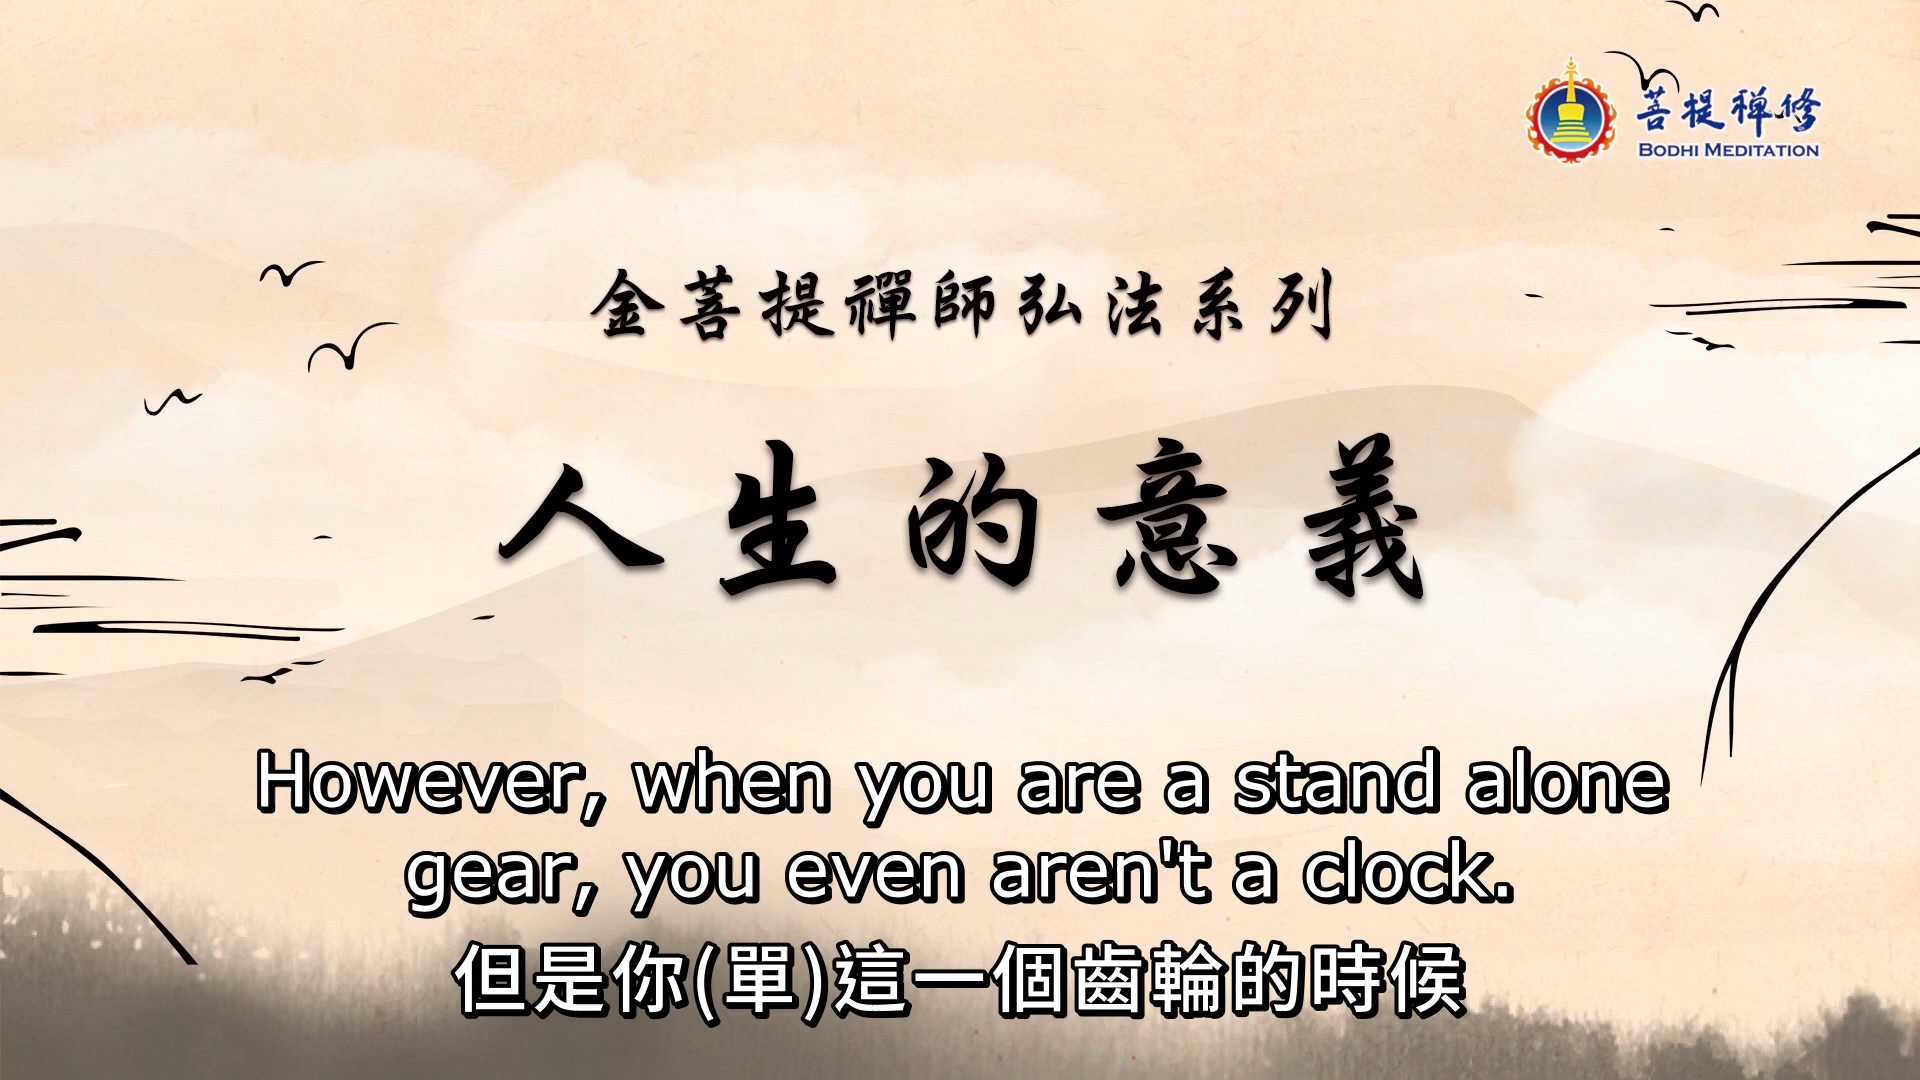 菩提禪修
BODHI MEDITATION
金菩提禪師弘法系列
人生的意義
However, when you are a stand alone
gear, you even aren't a clock.
但是你(單)這一個齒輪的時候